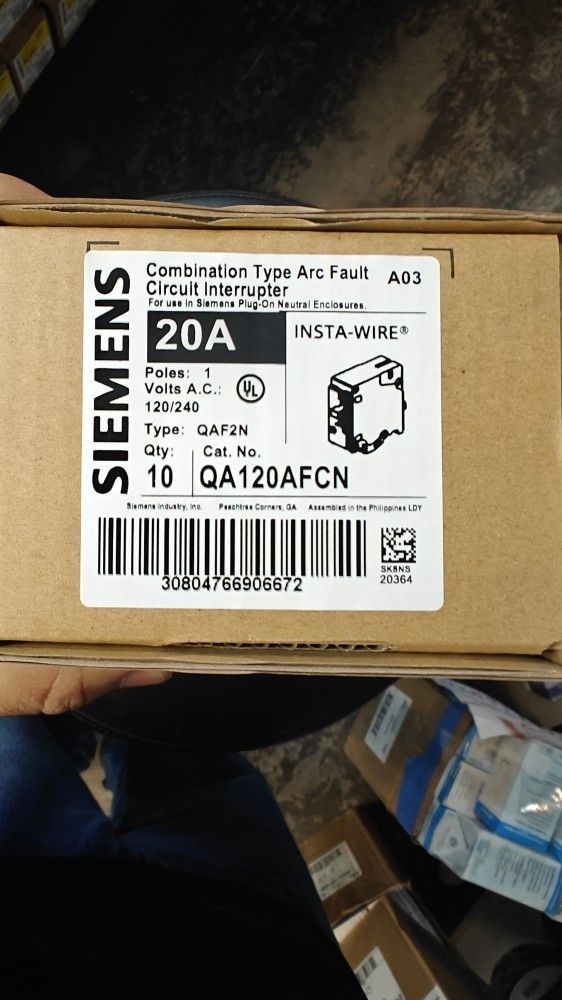 SIEMENS
Combination Type Arc Fault
Circuit Interrupter
A03
For use in Siemens Plug-On Neutral Enclosures.
20A
INSTA-WIRE®
Poles: 1
Volts A.C.:
120/240
UL
Type: QAF2N
Qty:
10
Cat. No.
QA120AFCN
Siemens Industry, Inc. Peachtree Corners, GA Assembled in the Philippines LDY
30804766906672
SK8NS
20364